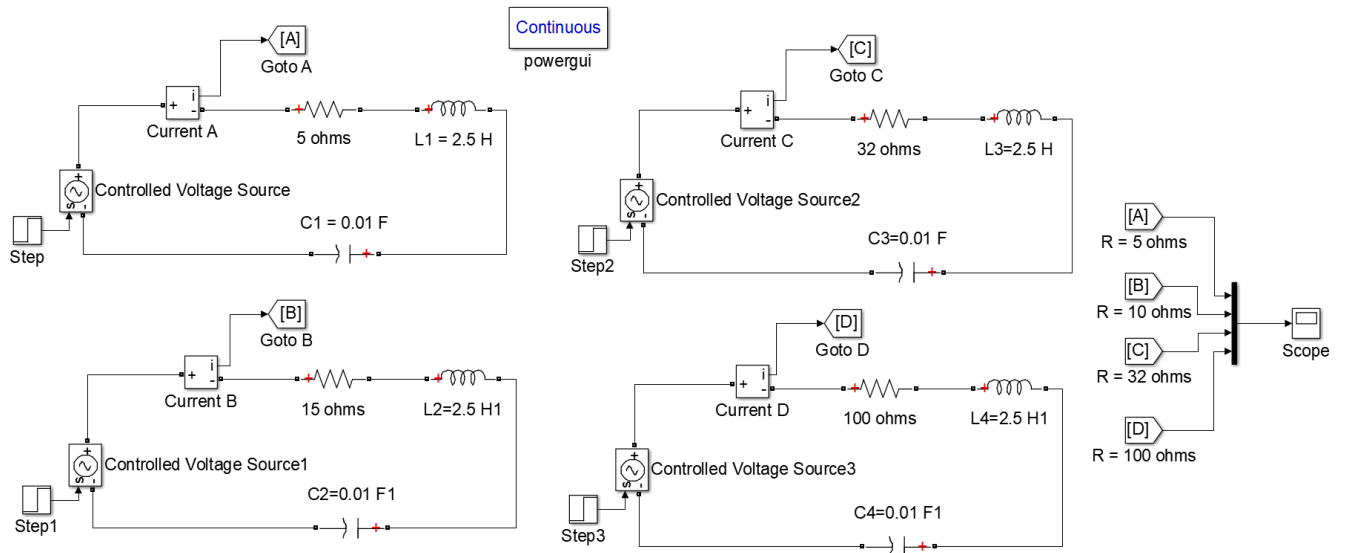 [A]
Goto A
i
+
-
Current A
5 ohms
L1 = 2.5 H
Controlled Voltage Source
+
s
-
Step
C1 = 0.01 F
Continuous
powergui
[C]
Goto C
i
+
-
Current C
32 ohms
L3=2.5 H
Controlled Voltage Source2
+
s
-
Step2
C3=0.01 F
[B]
Goto B
i
+
-
Current B
15 ohms
L2=2.5 H1
Controlled Voltage Source1
+
s
-
Step1
C2=0.01 F1
[D]
Goto D
i
+
-
Current D
100 ohms
L4=2.5 H1
Controlled Voltage Source3
+
s
-
Step3
C4=0.01 F1
[A]
R = 5 ohms
[B]
R = 10 ohms
[C]
R = 32 ohms
[D]
R = 100 ohms
Scope